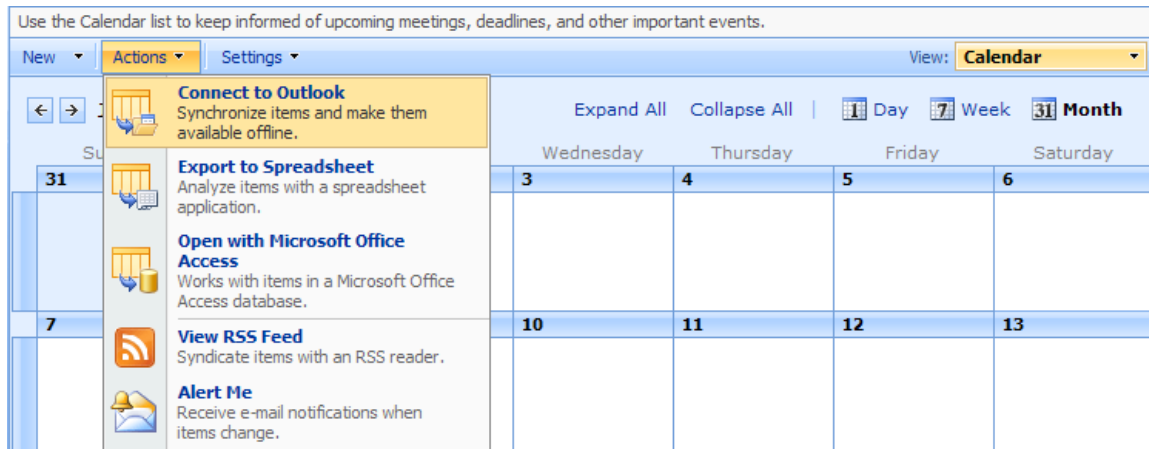 Use the Calendar list to keep informed of upcoming meetings, deadlines, and other important events.
New Actions Settings View: Calendar
Expand All Collapse All | 1 Day 7 Week 31 Month
Su Wednesday Thursday Friday Saturday
31 3 4 5 6
7 10 11 12 13
Connect to Outlook
Synchronize items and make them
available offline.
Export to Spreadsheet
Analyze items with a spreadsheet
application.
Open with Microsoft Office
Access
Works with items in a Microsoft Office
Access database.
View RSS Feed
Syndicate items with an RSS reader.
Alert Me
Receive e-mail notifications when
items change.